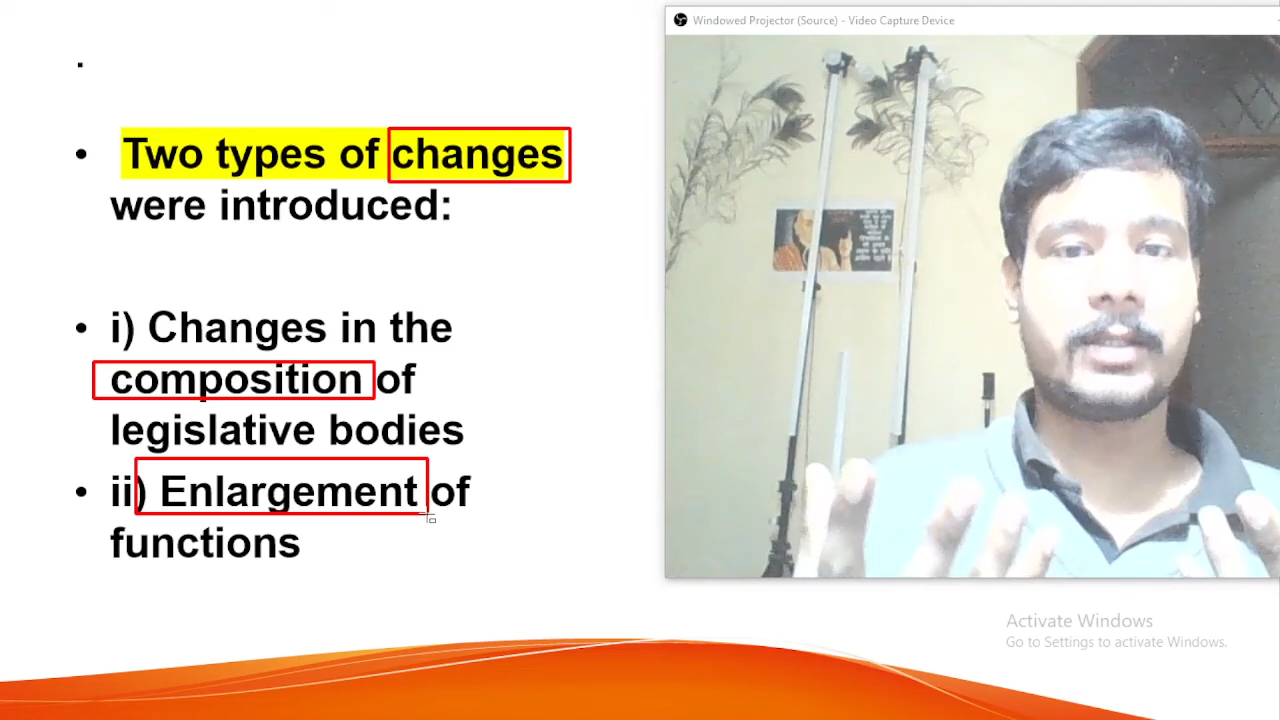 Windowed Projector (Source) - Video Capture Device
• Two types of changes
were introduced:
• i) Changes in the
composition of
legislative bodies
• ii) Enlargement of
functions
Activate Windows
Go to Settings to activate Windows.